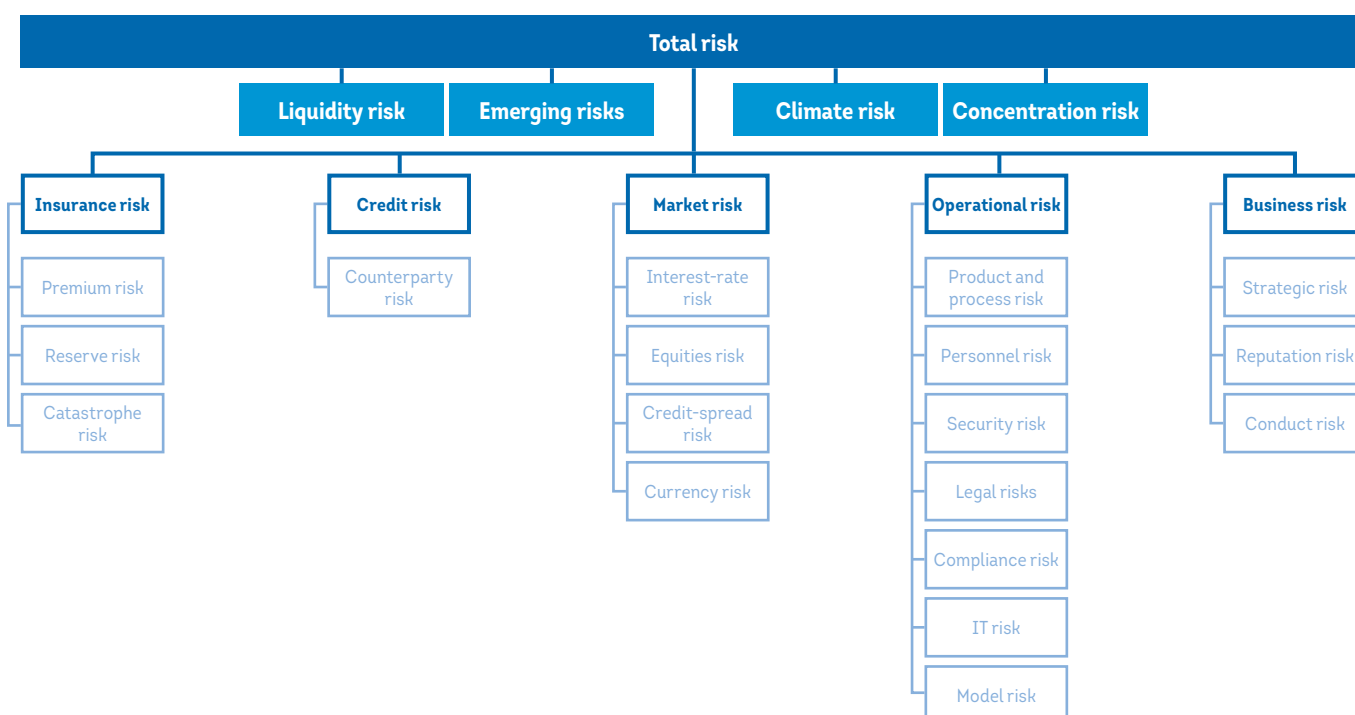 Total risk
Liquidity risk
Emerging risks
Climate risk
Concentration risk
Insurance risk
Credit risk
Market risk
Operational risk
Business risk
Premium risk
Reserve risk
Catastrophe
risk
Counterparty
risk
Interest-rate
risk
Equities risk
Credit-spread
risk
Currency risk
Product and
process risk
Personnel risk
Security risk
Legal risks
Compliance risk
IT risk
Model risk
Strategic risk
Reputation risk
Conduct risk